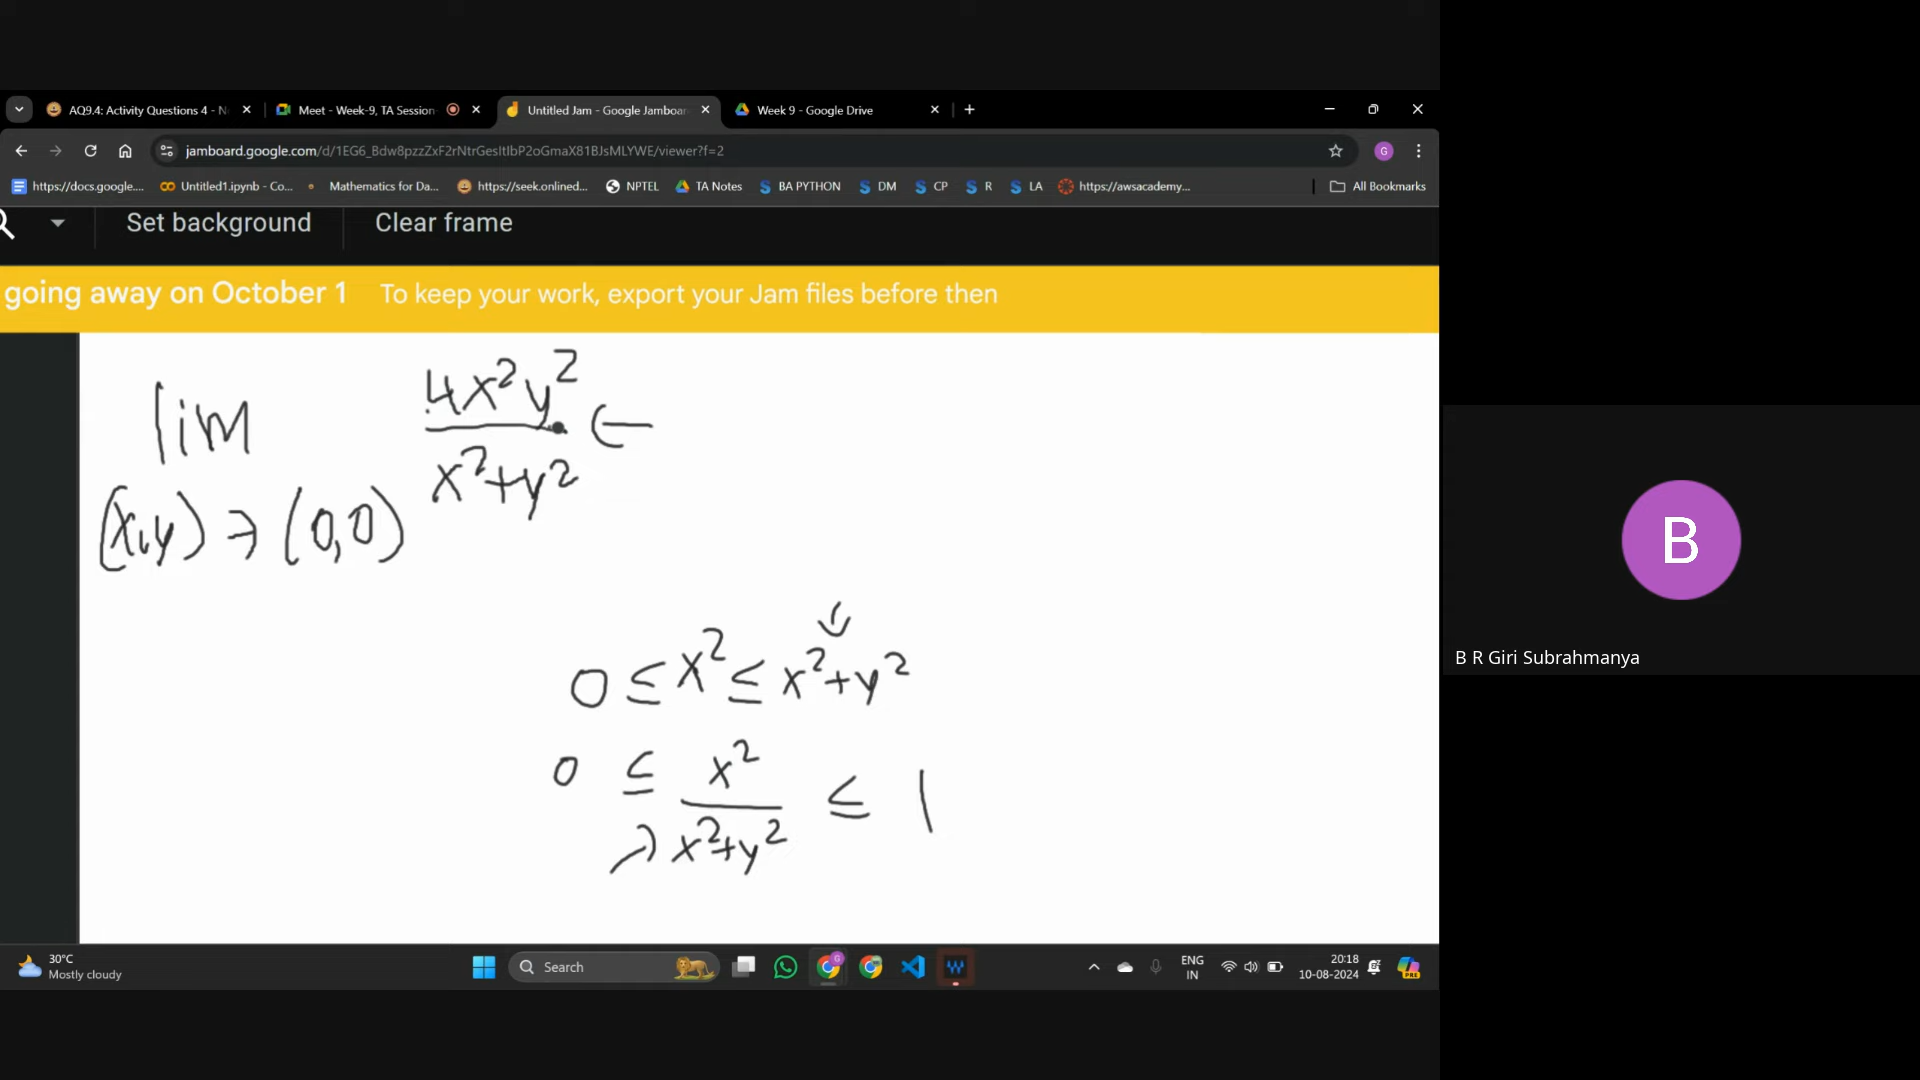 AQ9.4: Activity Questions 4 - N
Meet - Week-9, TA Session
Untitled Jam - Google Jamboar
Week 9 - Google Drive
jamboard.google.com/d/1EG6_Bdw8pzzZxF2rNtrGesItIbP2oGmaX81BJsMLYWE/viewer?f=2
G
https://docs.google....
Untitled1.ipynb - Co...
Mathematics for Da...
https://seek.onlined...
NPTEL
TA Notes
BA PYTHON
DM
CP
R
LA
https://awsacademy...
All Bookmarks
Set background
Clear frame
going away on October 1 To keep your work, export your Jam files before then
lim 4x²y² / x²+y² ←
(x,y) → (0,0)
0 ≤ x² ≤ x²+y²
0 ≤ x² / x²+y² ≤ 1
B
B R Giri Subrahmanya
30°C
Mostly cloudy
Search
ENG
IN
20:18
10-08-2024
PRE